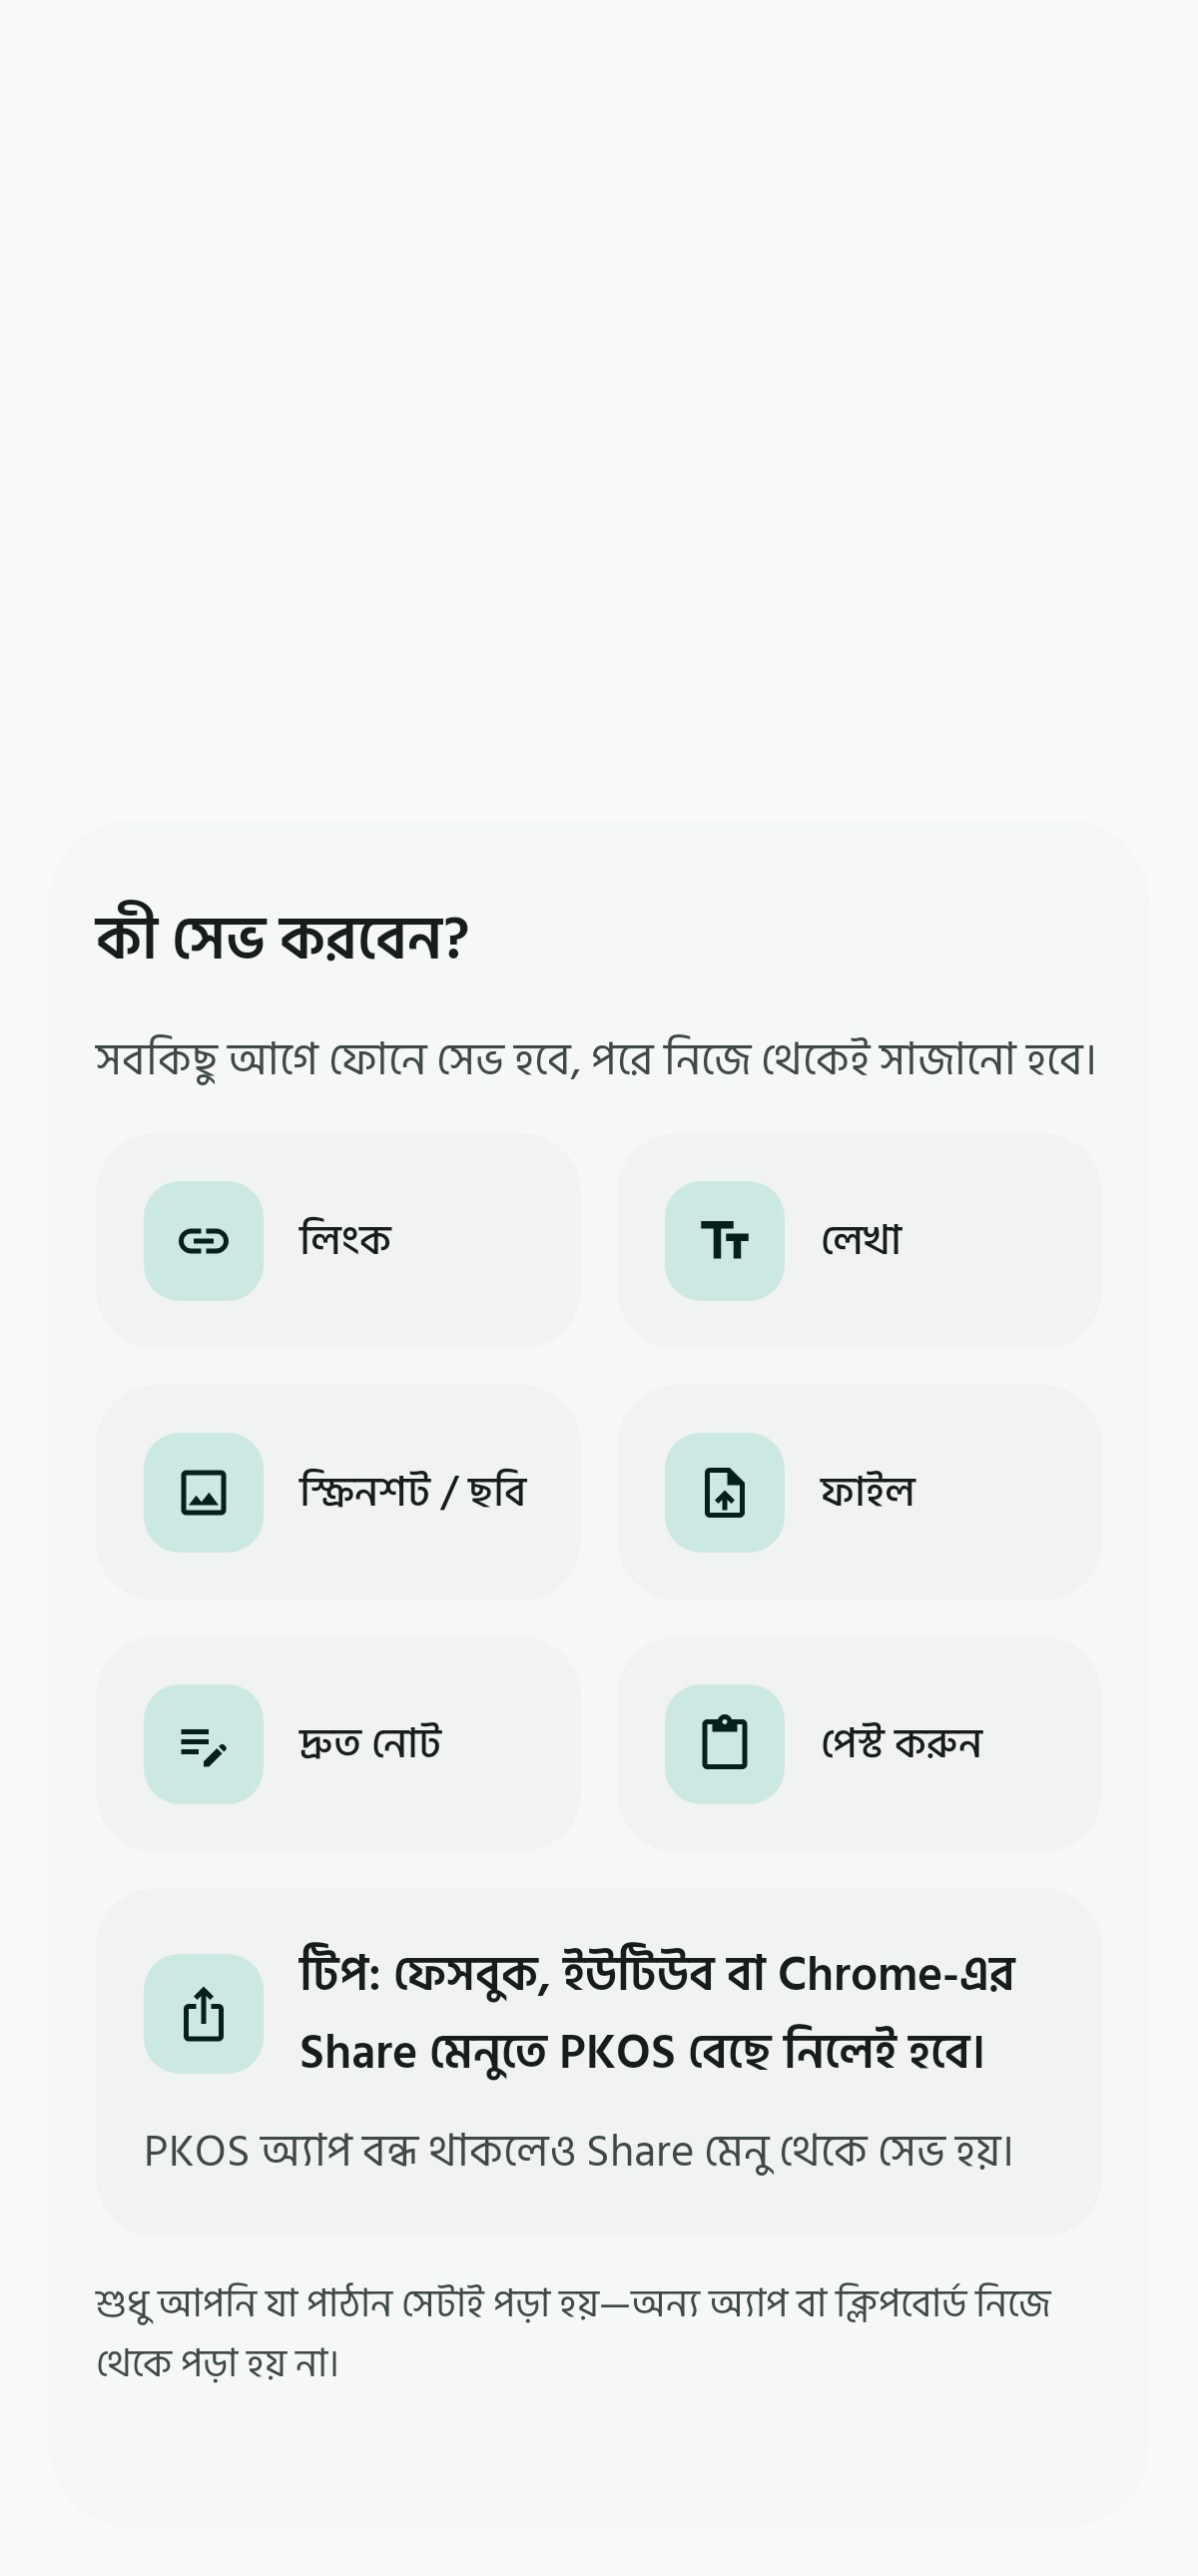 কী সেভ করবেন?
সবকিছু আগে ফোনে সেভ হবে, পরে নিজে থেকেই সাজানো হবে।
লিংক
লেখা
স্ক্রিনশট / ছবি
ফাইল
দ্রুত নোট
পেস্ট করুন
টিপ: ফেসবুক, ইউটিউব বা Chrome-এর
Share মেনুতে PKOS বেছে নিলেই হবে।
PKOS অ্যাপ বন্ধ থাকলেও Share মেনু থেকে সেভ হয়।
শুধু আপনি যা পাঠান সেটাই পড়া হয়—অন্য অ্যাপ বা ক্লিপবোর্ড নিজে
থেকে পড়া হয় না।